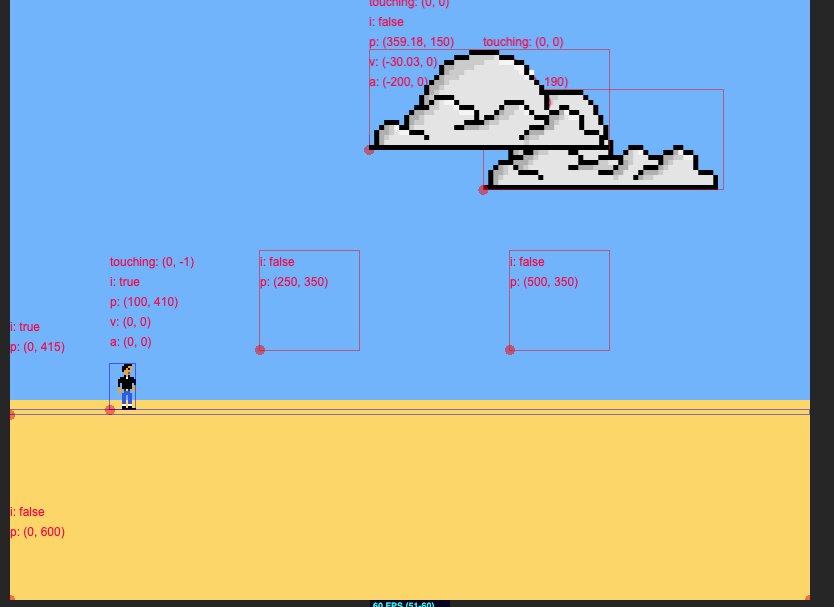 touching: (0, 0)
i: false
p: (359.18, 150)
v: (-30.03, 0)
a: (-200, 0)
touching: (0, 0)
190)
touching: (0, -1)
i: true
p: (100, 410)
v: (0, 0)
a: (0, 0)
i: false
p: (250, 350)
i: false
p: (500, 350)
i: true
p: (0, 415)
i: false
p: (0, 600)
60 FPS (51-60)